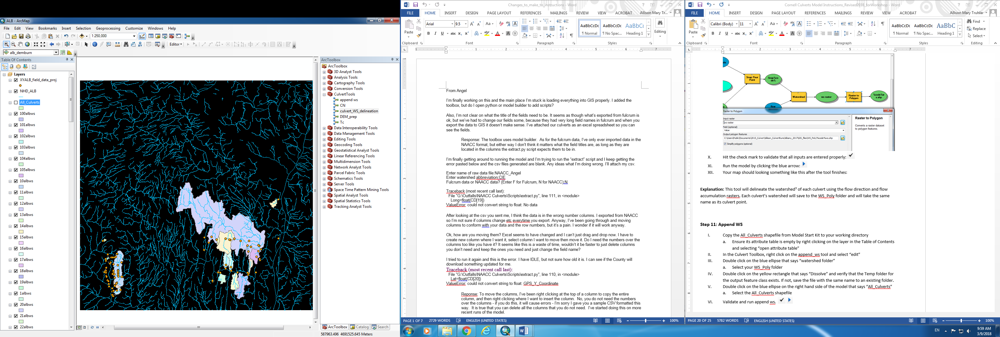 ALB - ArcMap
File Edit View Bookmarks Insert Selection Geoprocessing Customize Windows Help
1:250,000
Editor
alb_demburn
Table Of Contents
Layers
XYALB_field_data_proj
NHD_ALB
All_Culverts
100albws
101albws
102albws
103albws
104albws
105albws
10albws
11albws
12albws
13albws
14albws
15albws
16albws
17albws
18albws
19albws
1albws
20albws
21albws
22albws
ArcToolbox
ArcToolbox
3D Analyst Tools
Analysis Tools
Cartography Tools
Conversion Tools
CulvertTools
append ws
CN
culvert_WS_delineation
DEM_prep
Tc
Data Interoperability Tools
Data Management Tools
Editing Tools
Geocoding Tools
Geostatistical Analyst Tools
Linear Referencing Tools
Multidimension Tools
Network Analyst Tools
Parcel Fabric Tools
Schematics Tools
Server Tools
Space Time Pattern Mining Tools
Spatial Analyst Tools
Spatial Statistics Tools
Tracking Analyst Tools
ArcToolbox Catalog Search
587963.496 4691525.645 Meters
Changes_to_make_to_instructions - Word
FILE HOME INSERT DESIGN PAGE LAYOUT REFERENCES MAILINGS REVIEW VIEW ACROBAT Allison Mary Tr...
Paste
Arial 9.5
AaBbCcDc AaBbCcDc AaBbCc
¶ Normal ¶ No Spac... Heading 1
Editing
Clipboard Font Paragraph Styles
From Angel
I'm finally working on this and the main place I'm stuck is loading everything into GIS properly. I added the
toolbox, but do I open python or model builder to add scripts?
Also, I'm not clear on what the title of the fields need to be. It seems as though what's exported from fulcrum is
ok, but we've had to change our fields some, because they had very long field names in fulcrum and when you
export the data to GIS it doesn't make sense. I've attached our culverts as an excel spreadsheet so you can
see the fields.
Response: The toolbox uses model builder. As for the fulcrum data, I've only ever imported data in the
NAACC format, but either way I don't think it matters what the field titles are, as long as they are
located in the columns the extract.py script expects them to be in.
I'm finally getting around to running the model and I'm trying to run the "extract" script and I keep getting the
error pasted below and the csv files generated are blank. Any ideas what I'm doing wrong. I'll attach my csv.
Enter name of raw data file:NAACC_Angel
Enter watershed abbreviation:CIE
Fulcrum data or NAACC data? (Enter F for Fulcrum, N for NAACC):N
Traceback (most recent call last):
File "G:\Outfalls\NAACC Culverts\Scripts\extract.py", line 111, in <module>
Long=float(CD[19])
ValueError: could not convert string to float: No data
After looking at the csv you sent me, I think the data is in the wrong number columns. I exported from NAACC
so I'm not sure if columns change etc everytime you export. Anyway, I've been going through and moving
columns to conform with your data and the row numbers, but it's a pain. I wonder if it will work anyway.
Ok, how are you moving them? Excel seems to have changed and I can't just drag and drop now. I have to
create new column where I want it, select column I want to move then move it. Do I need the numbers over the
columns too like you have it? It seems like this is a waste of time, wouldn't it be faster to just delete columns
you don't need and keep the ones you need and just change the field name?
I tried to run it again and this is the error. I have IDLE, but not sure how old it is. I can see if the County will
download something updated for me.
Traceback (most recent call last):
File "G:\Outfalls\NAACC Culverts\Scripts\extract.py", line 110, in <module>
Lat=float(CD[20])
ValueError: could not convert string to float: GPS_Y_Coordinate
Reponse: To move the columns, I've been right clicking at the top of a column to copy the entire
column, and then right clicking where I want to insert the column. No, you do not need the numbers
over the columns - if you do this, it will cause errors - I'm sorry I gave you a sample CSV formatted this
way. It is true that you can delete all the columns that you do not need. I've started doing this on more
recent runs of the model.
PAGE 1 OF 7 2729 WORDS ENGLISH (UNITED STATES) 100%
Cornell Culverts Model Instructions_Revised2018_forWorkshop - Word
FILE HOME INSERT DESIGN PAGE LAYOUT REFERENCES MAILINGS REVIEW VIEW ACROBAT Allison Mary Truhlar
Paste
Calibri (Body) 11
AaBbCcDc AaBbCcDc AaBbC
¶ Normal ¶ No Spac... Heading 1
Find
Replace
Select
Clipboard Font Paragraph Styles Editing
Snap Pour
Point
Snap%co
de%
Watershed
ws raster
Raster to
Polygon
%code%w
s.shp
flow
Raster to Polygon
Input raster
ws raster
Field (optional)
Value
Output polygon features
C:\Users\Public\Documents\2015_Culvert\Allison_CulvertRuns\Albany_2017\GIS_files\WS_Poly\%code%ws.shp
Simplify polygons (optional)
Raster to Polygon
Converts a raster dataset
to polygon features.
X. Hit the check mark to validate that all inputs are entered properly:
XI. Run the model by clicking the blue arrow:
XII. Your map should looking something like this after the tool finishes:
Explanation: This tool will delineate the watershed³ of each culvert using the flow direction and flow
accumulation rasters. Each culvert's watershed will save to the WS_Poly folder and will take the same
name as its culvert point.
Step 11: Append WS
I. Copy the All_Culverts shapefile from Model Start Kit to your working directory
a. Ensure its attribute table is empty by right clicking on the layer in the Table of Contents
and selecting "open attribute table"
II. In the Culvert Toolbox, right click on the append_ws tool and select "edit"
III. Double click on the blue ellipse that says "watershed folder"
a. Select your WS_Poly folder
IV. Double click on the yellow rectangle that says "Dissolve" and verify that the Temp folder for
the output feature class exists. If not, save the file with the same name to an existing folder.
V. Double click on the blue ellipse on the right hand side of the model that says "All_Culverts"
a. Select the All_Culverts shapefile
VI. Validate and run append ws.
PAGE 20 OF 25 5782 WORDS ENGLISH (UNITED STATES) 100%
EN
9:59 AM
3/9/2018